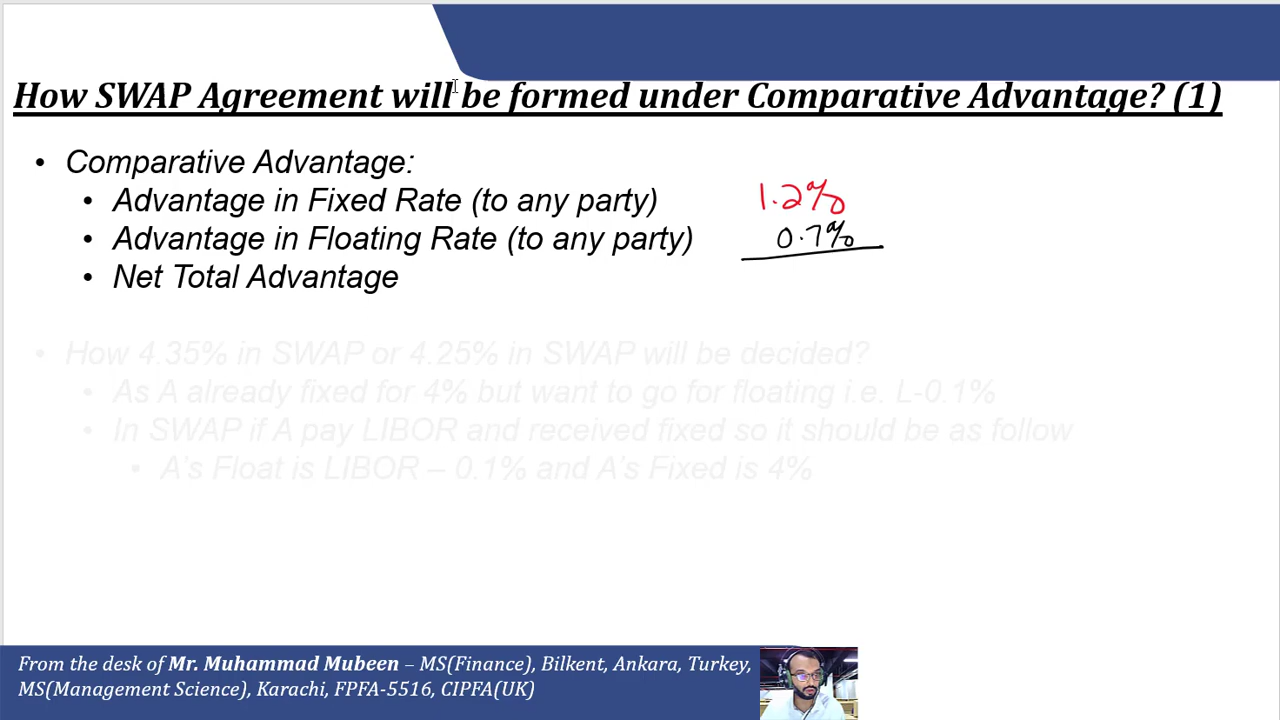 How SWAP Agreement will be formed under Comparative Advantage? (1)
• Comparative Advantage:
• Advantage in Fixed Rate (to any party) 1.2%
• Advantage in Floating Rate (to any party) 0.7%
• Net Total Advantage
• How 4.35% in SWAP or 4.25% in SWAP will be decided?
• As A already fixed for 4% but want to go for floating i.e. L-0.1%
• In SWAP if A pay LIBOR and received fixed so it should be as follow
• A's Float is LIBOR – 0.1% and A's Fixed is 4%
From the desk of Mr. Muhammad Mubeen – MS(Finance), Bilkent, Ankara, Turkey,
MS(Management Science), Karachi, FPFA-5516, CIPFA(UK)